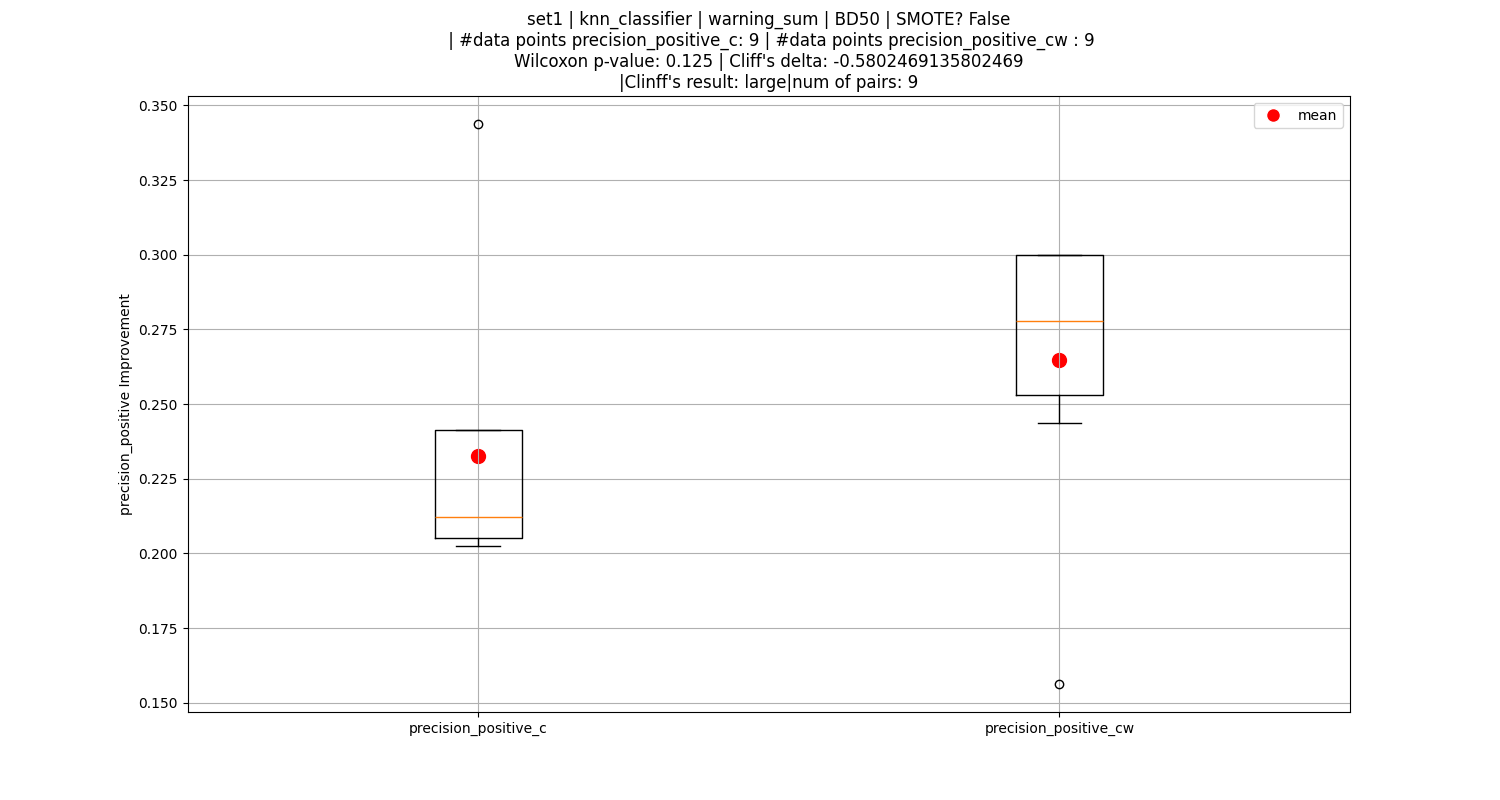 set1 | knn_classifier | warning_sum | BD50 | SMOTE? False
| #data points precision_positive_c: 9 | #data points precision_positive_cw : 9
Wilcoxon p-value: 0.125 | Cliff's delta: -0.5802469135802469
|Clinff's result: large|num of pairs: 9
mean
precision_positive Improvement
0.350
0.325
0.300
0.275
0.250
0.225
0.200
0.175
0.150
precision_positive_c
precision_positive_cw